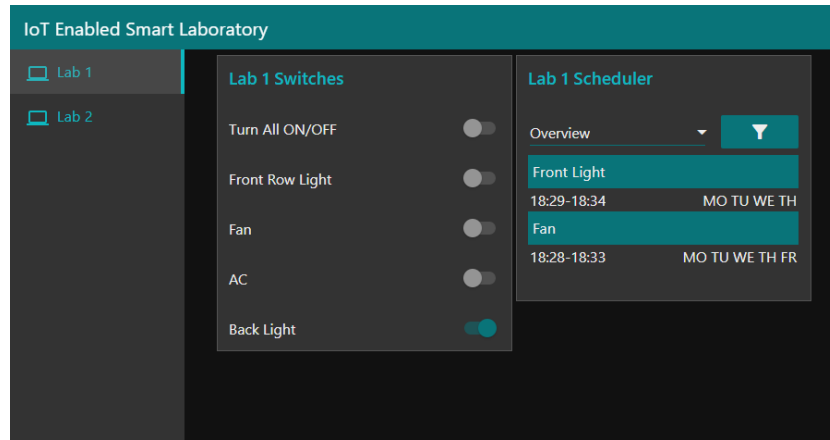 IoT Enabled Smart Laboratory
Lab 1
Lab 2
Lab 1 Switches
Turn All ON/OFF
Front Row Light
Fan
AC
Back Light
Lab 1 Scheduler
Overview
Front Light
18:29-18:34 MO TU WE TH
Fan
18:28-18:33 MO TU WE TH FR